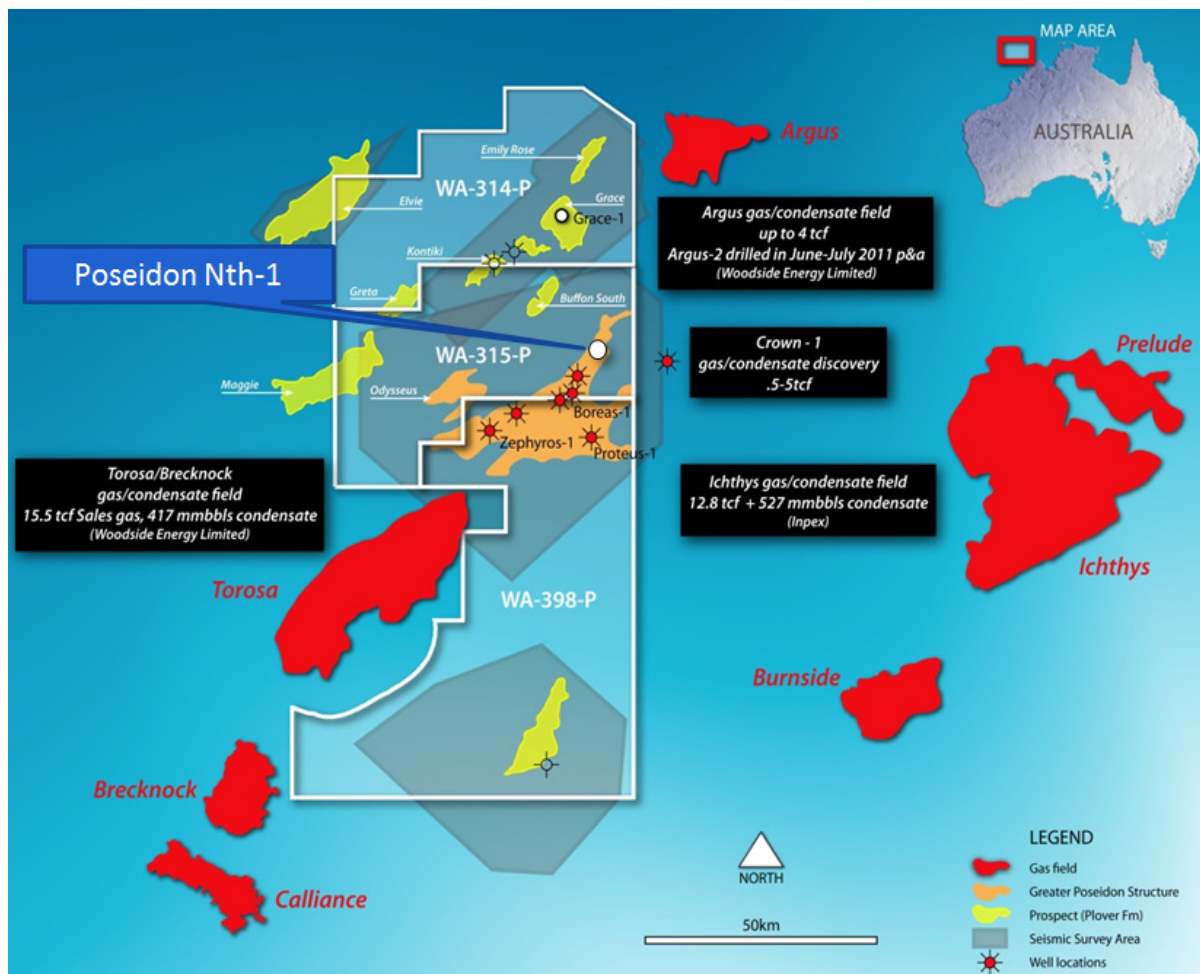 MAP AREA
AUSTRALIA
Argus
Emily Rose
WA-314-P
Elvie
Grace
Grace-1
Argus gas/condensate field
up to 4 tcf
Argus-2 drilled in June-July 2011 p&a
(Woodside Energy Limited)
Kontiki
Poseidon Nth-1
Greta
Buffon South
WA-315-P
Crown - 1
gas/condensate discovery
.5-5tcf
Prelude
Maggie
Odysseus
Boreas-1
Zephyros-1
Proteus-1
Torosa/Brecknock
gas/condensate field
15.5 tcf Sales gas, 417 mmbbls condensate
(Woodside Energy Limited)
Ichthys gas/condensate field
12.8 tcf + 527 mmbbls condensate
(Inpex)
Ichthys
Torosa
WA-398-P
Burnside
Brecknock
Calliance
NORTH
50km
LEGEND
Gas field
Greater Poseidon Structure
Prospect (Plover Fm)
Seismic Survey Area
Well locations